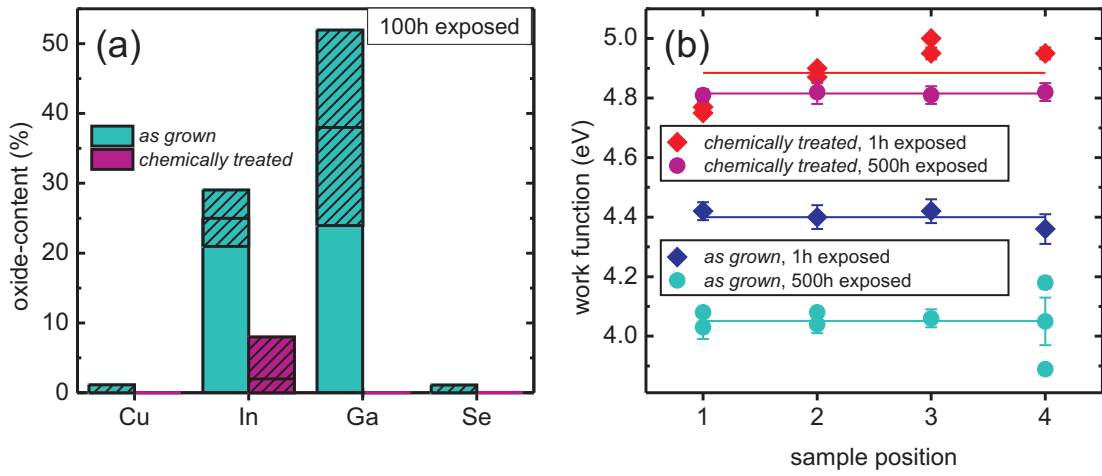 (a)
100h exposed
as grown
chemically treated
oxide-content (%)
50
40
30
20
10
0
Cu In Ga Se
(b)
chemically treated, 1h exposed
chemically treated, 500h exposed
as grown, 1h exposed
as grown, 500h exposed
work function (eV)
5.0
4.8
4.6
4.4
4.2
4.0
1 2 3 4
sample position